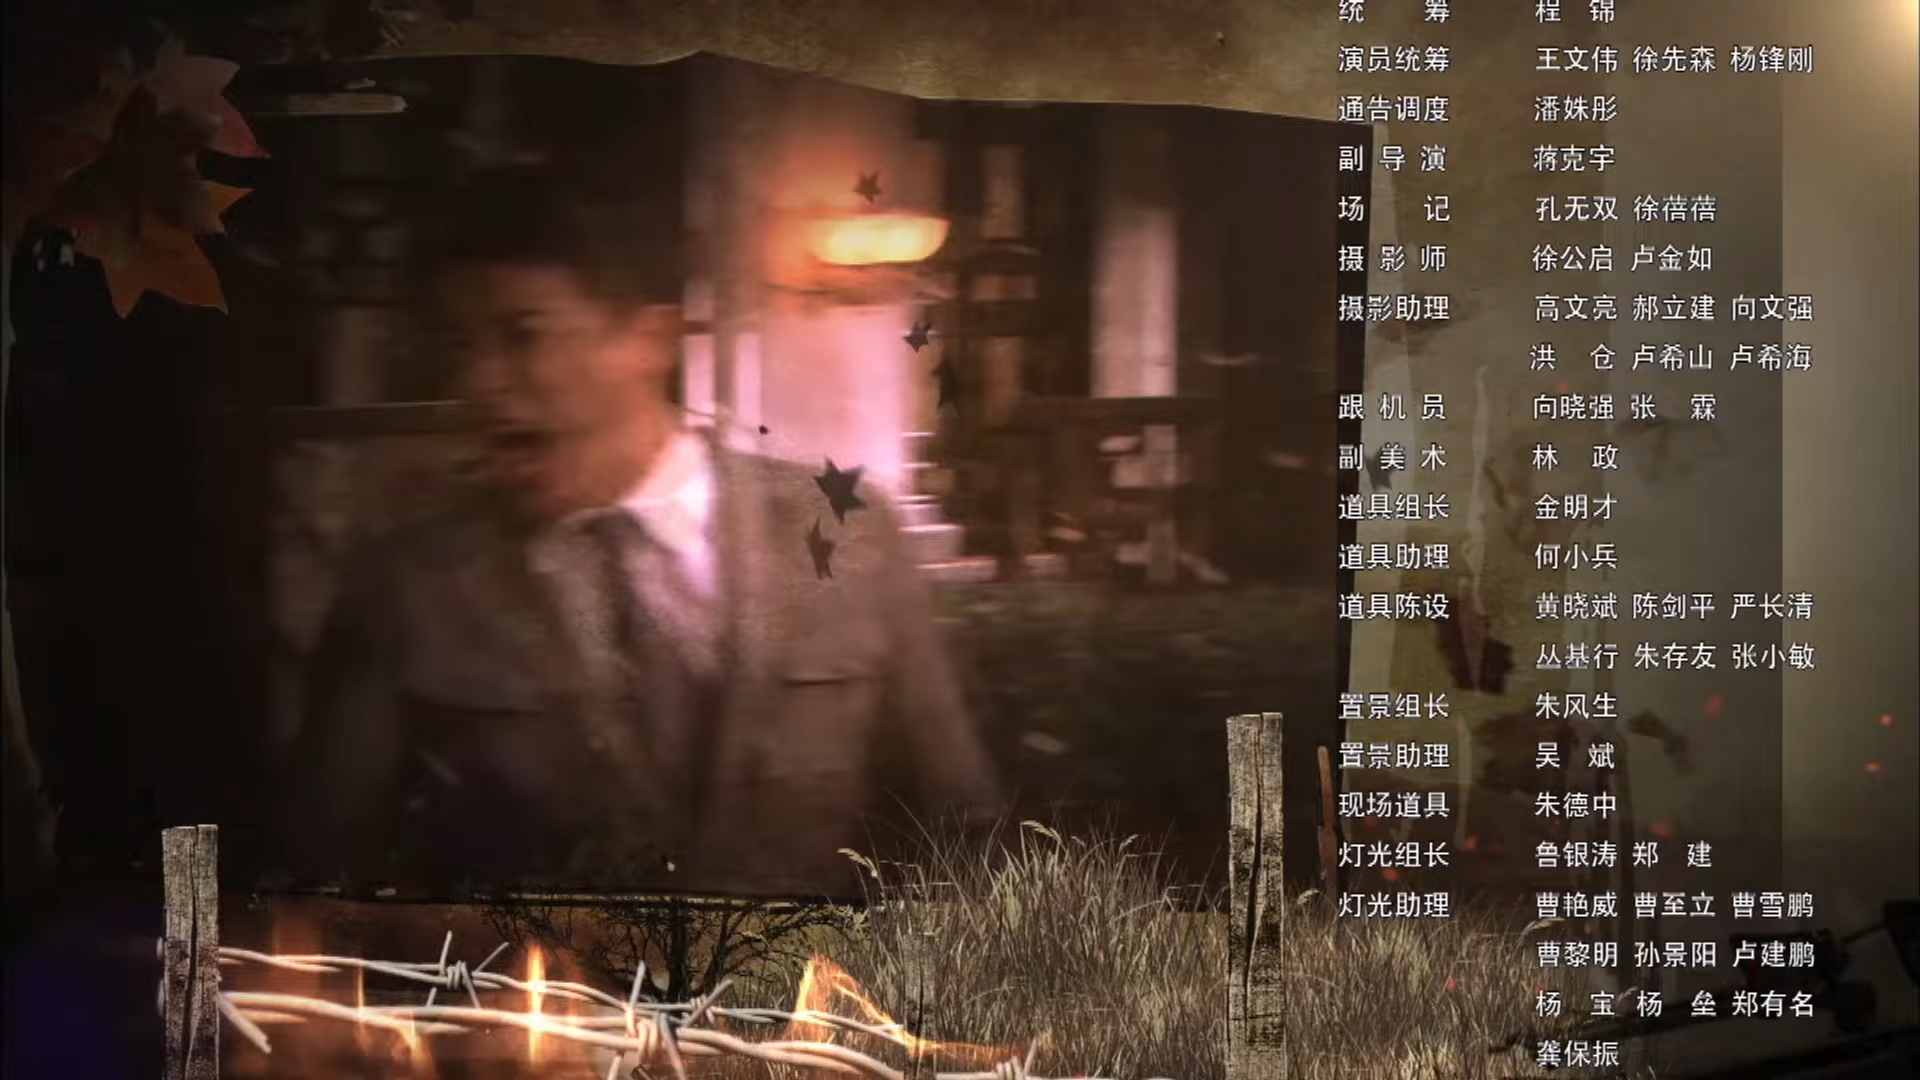 统 筹 程 锦
演员统筹 王文伟 徐先森 杨锋刚
通告调度 潘姝彤
副导演 蒋克宇
场 记 孔无双 徐蓓蓓
摄影师 徐公启 卢金如
摄影助理 高文亮 郝立建 向文强
洪 仓 卢希山 卢希海
跟机员 向晓强 张 霖
副美术 林 政
道具组长 金明才
道具助理 何小兵
道具陈设 黄晓斌 陈剑平 严长清
丛基行 朱存友 张小敏
置景组长 朱风生
置景助理 吴 斌
现场道具 朱德中
灯光组长 鲁银涛 郑 建
灯光助理 曹艳威 曹至立 曹雪鹏
曹黎明 孙景阳 卢建鹏
杨 宝 杨 垒 郑有名
龚保振